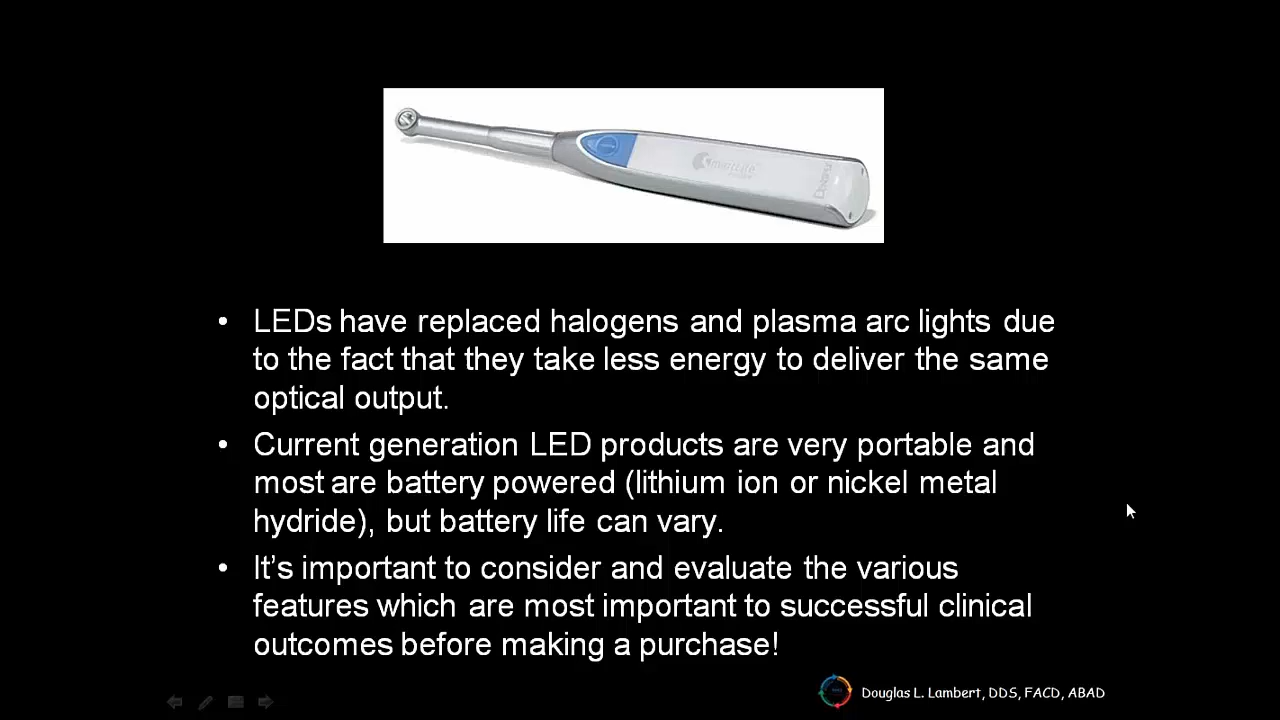 • LEDs have replaced halogens and plasma arc lights due
to the fact that they take less energy to deliver the same
optical output.
• Current generation LED products are very portable and
most are battery powered (lithium ion or nickel metal
hydride), but battery life can vary.
• It's important to consider and evaluate the various
features which are most important to successful clinical
outcomes before making a purchase!
Douglas L. Lambert, DDS, FACD, ABAD